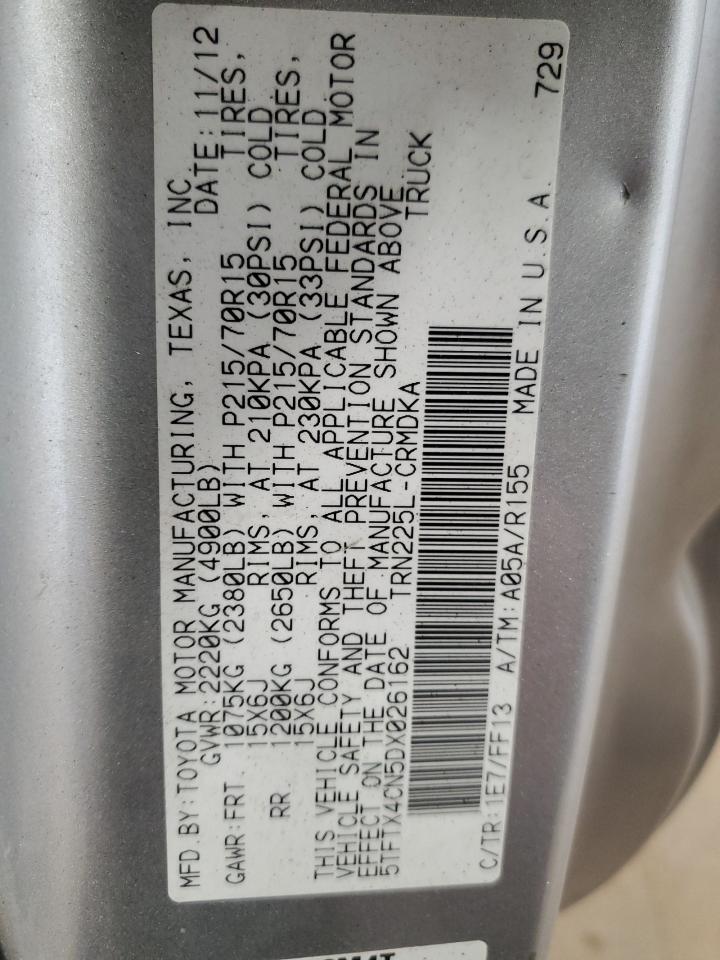 MFD.BY:TOYOTA MOTOR MANUFACTURING, TEXAS, INC.
GVWR:2220KG (4900LB) DATE:11/12
GAWR:FRT. 1075KG (2380LB) WITH P215/70R15 TIRES,
15X6J RIMS, AT 210KPA (30PSI) COLD
RR. 1200KG (2650LB) WITH P215/70R15 TIRES,
15X6J RIMS, AT 230KPA (33PSI) COLD
THIS VEHICLE CONFORMS TO ALL APPLICABLE FEDERAL MOTOR
VEHICLE SAFETY AND THEFT PREVENTION STANDARDS IN
EFFECT ON THE DATE OF MANUFACTURE SHOWN ABOVE
5TFTX4CN5DX026162 TRN225L-CRMDKA TRUCK
C/TR:1E7/FF13 A/TM:A05A/R155 MADE IN U.S.A. 729